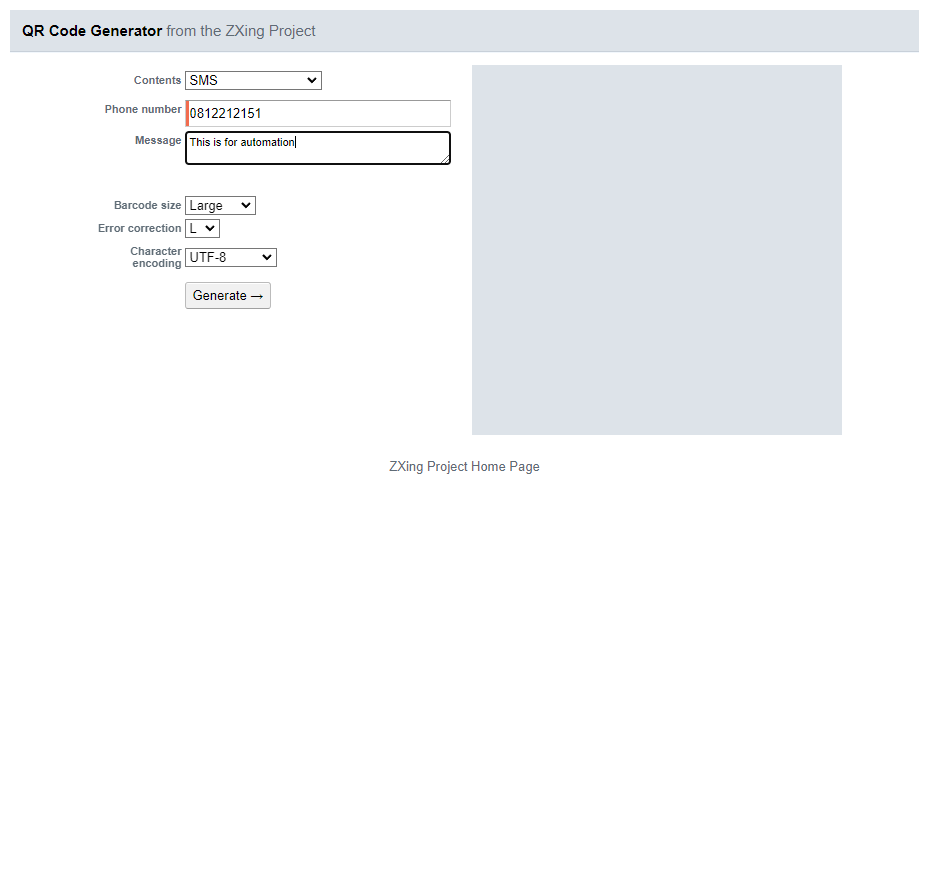 QR Code Generator from the ZXing Project
Contents SMS
Phone number 0812212151
Message This is for automation
Barcode size Large
Error correction L
Character
encoding UTF-8
Generate →
ZXing Project Home Page